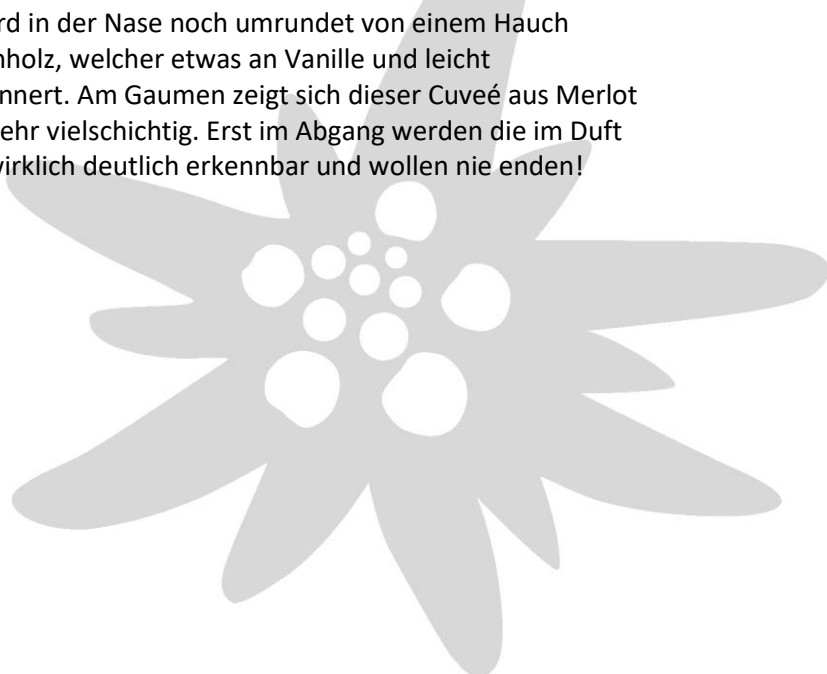 rd in der Nase noch umrundet von einem Hauch
nholz, welcher etwas an Vanille und leicht
nnert. Am Gaumen zeigt sich dieser Cuveé aus Merlot
ehr vielschichtig. Erst im Abgang werden die im Duft
wirklich deutlich erkennbar und wollen nie enden!